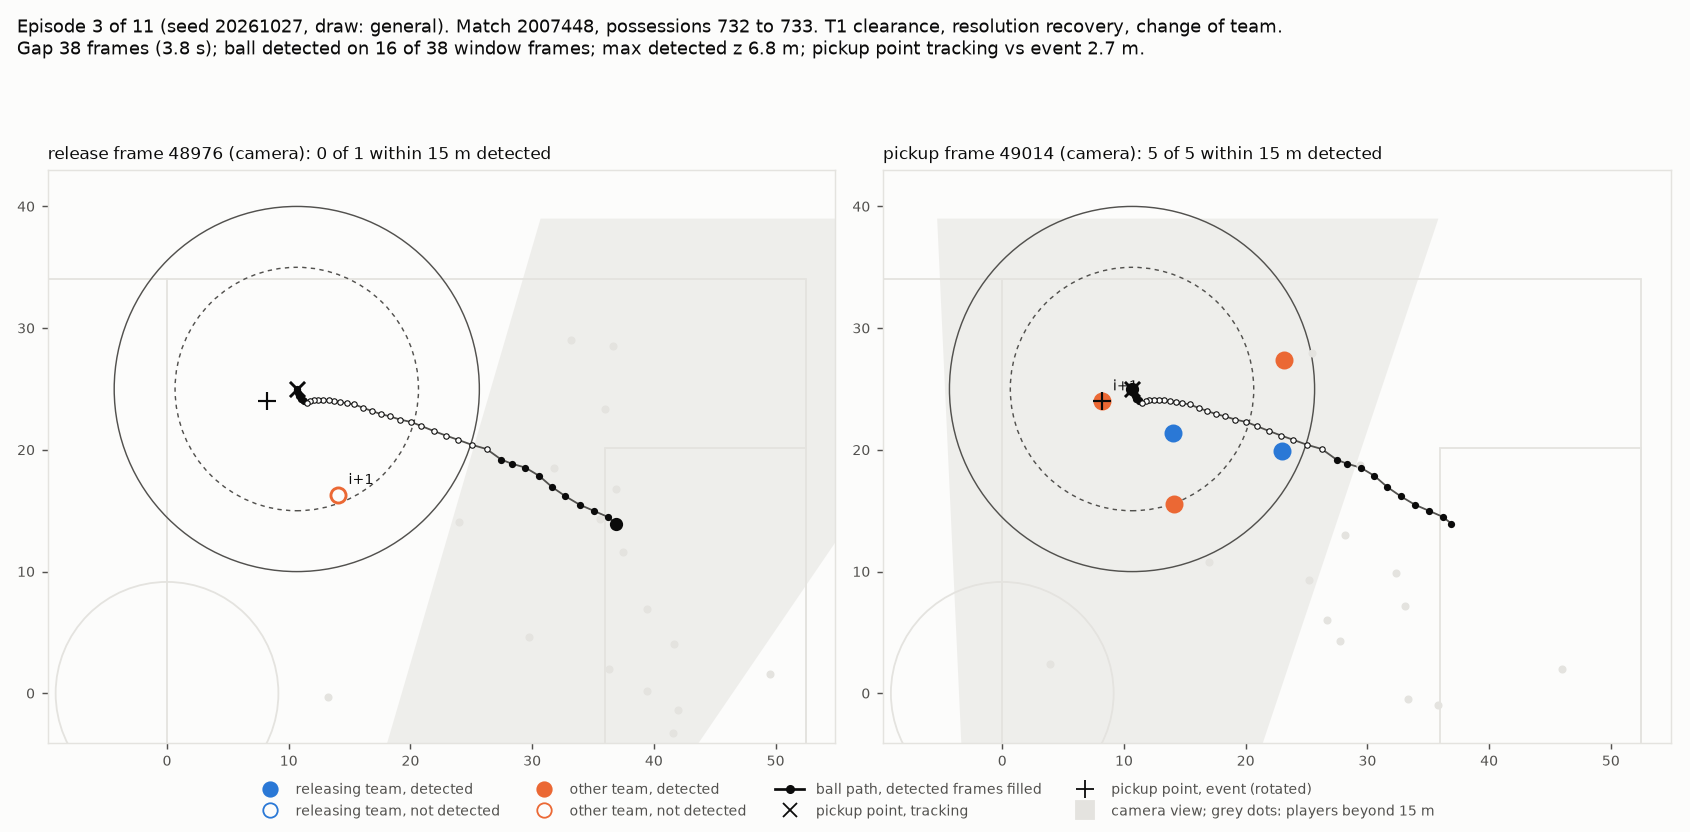 Episode 3 of 11 (seed 20261027, draw: general). Match 2007448, possessions 732 to 733. T1 clearance, resolution recovery, change of team.
Gap 38 frames (3.8 s); ball detected on 16 of 38 window frames; max detected z 6.8 m; pickup point tracking vs event 2.7 m.
release frame 48976 (camera): 0 of 1 within 15 m detected
40
30
20
10
0
i+1
0 10 20 30 40 50
pickup frame 49014 (camera): 5 of 5 within 15 m detected
40
30
20
10
0
i+1
0 10 20 30 40 50
releasing team, detected
releasing team, not detected
other team, detected
other team, not detected
ball path, detected frames filled
pickup point, tracking
pickup point, event (rotated)
camera view; grey dots: players beyond 15 m